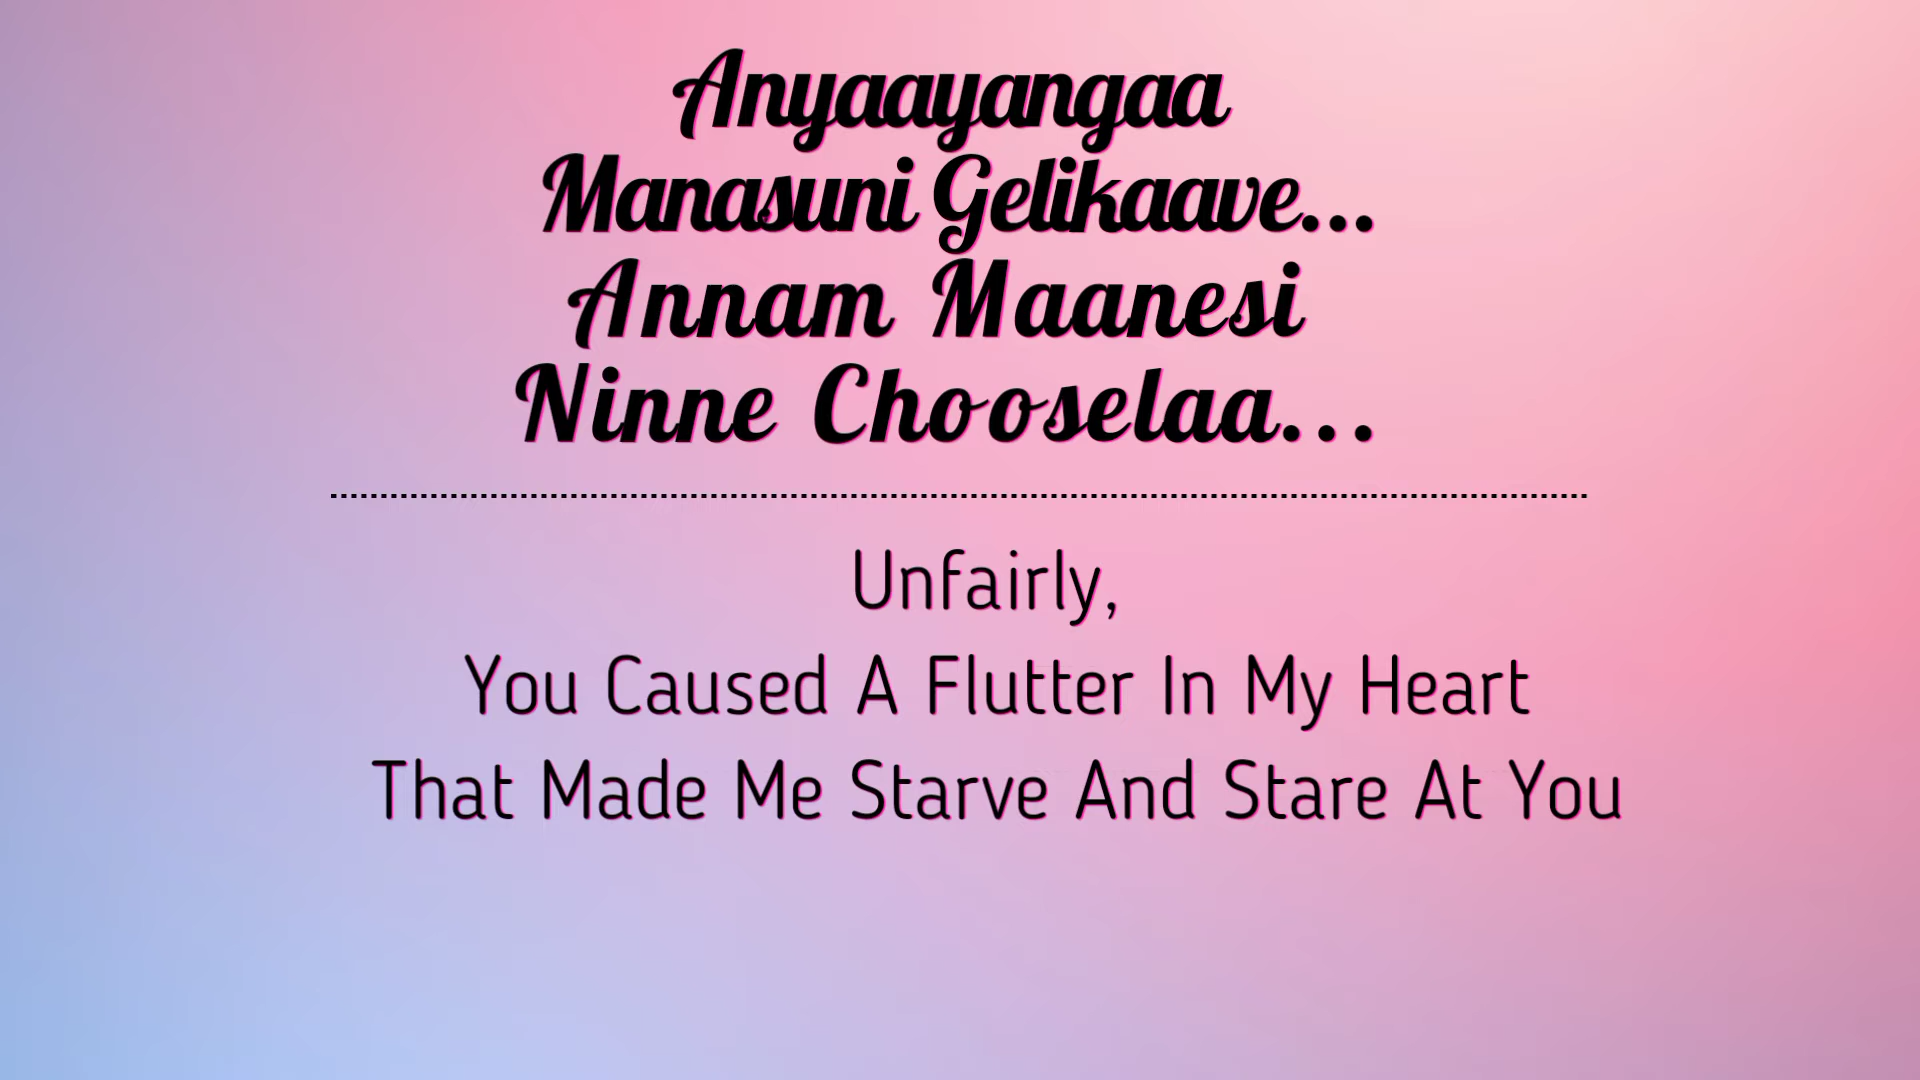 Anyaayangaa
Manasuni Gelikaave...
Annam Maanesi
Ninne Chooselaa...
Unfairly,
You Caused A Flutter In My Heart
That Made Me Starve And Stare At You